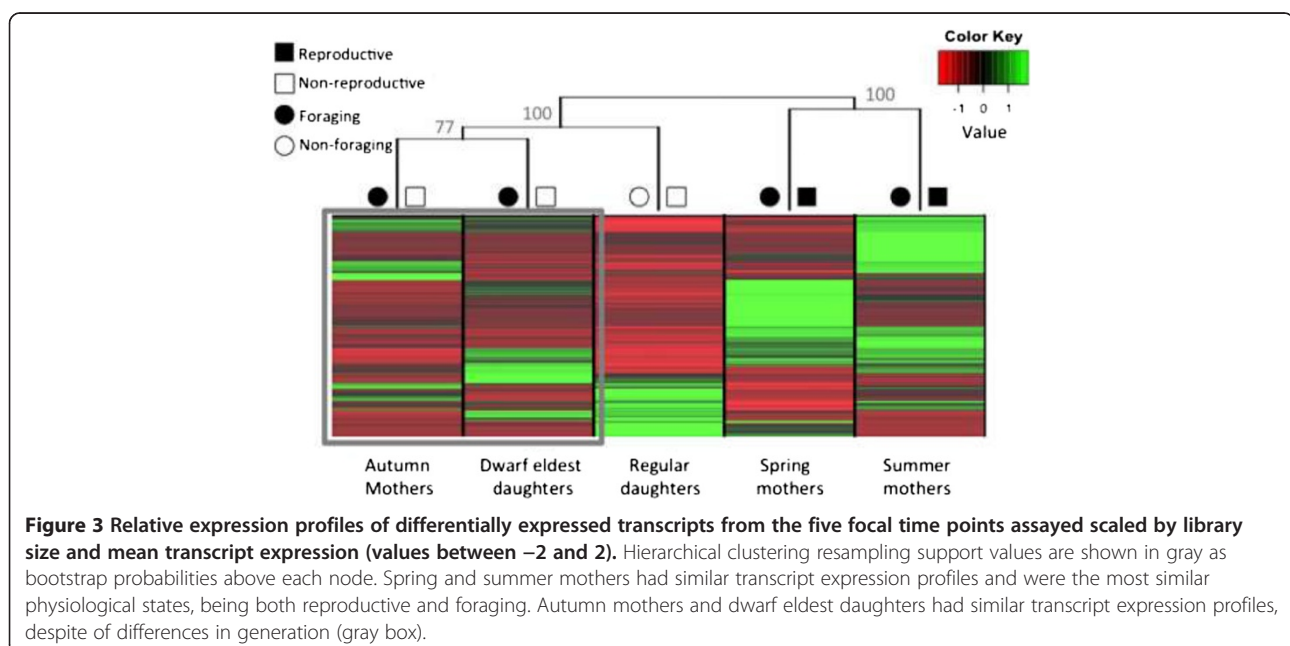 Reproductive
Non-reproductive
Foraging
Non-foraging
Color Key
-1 0 1
Value
77
100
100
Autumn
Mothers
Dwarf eldest
daughters
Regular
daughters
Spring
mothers
Summer
mothers
Figure 3 Relative expression profiles of differentially expressed transcripts from the five focal time points assayed scaled by library
size and mean transcript expression (values between −2 and 2). Hierarchical clustering resampling support values are shown in gray as
bootstrap probabilities above each node. Spring and summer mothers had similar transcript expression profiles and were the most similar
physiological states, being both reproductive and foraging. Autumn mothers and dwarf eldest daughters had similar transcript expression profiles,
despite of differences in generation (gray box).